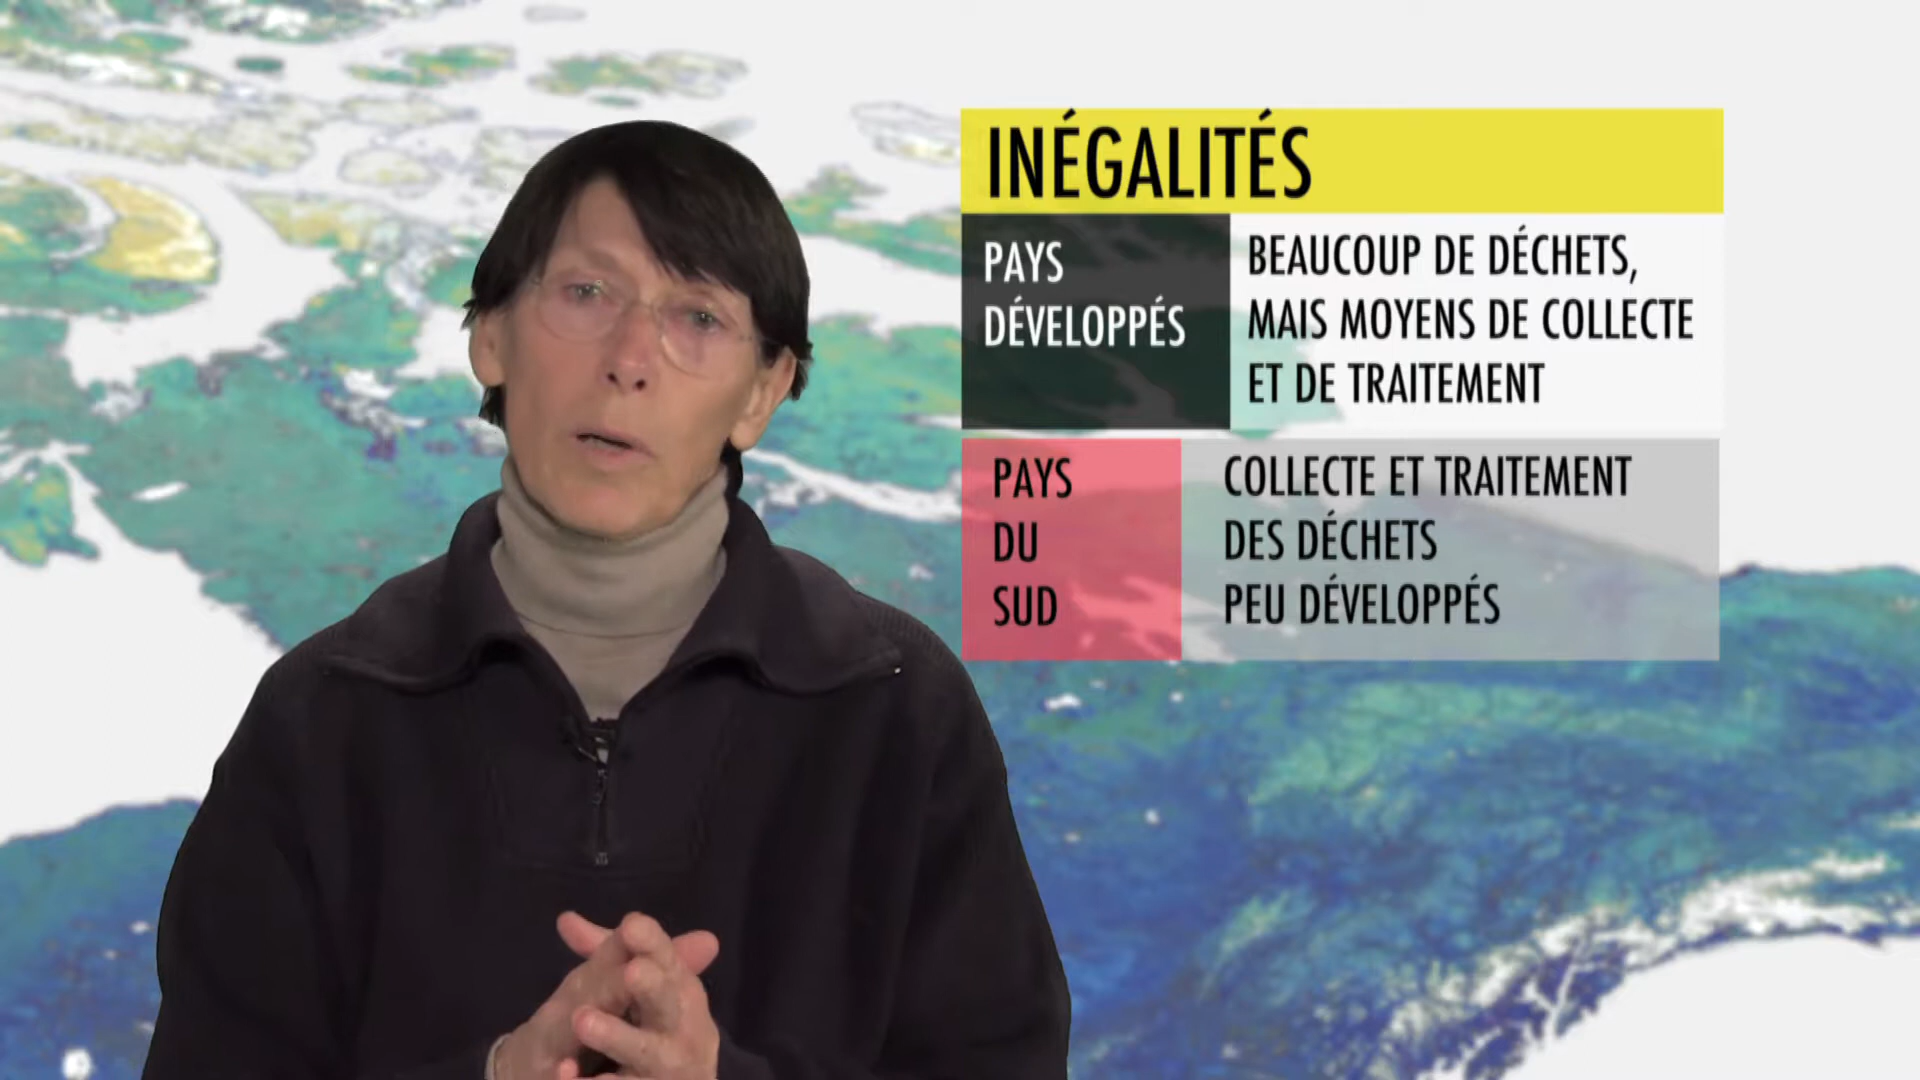 INÉGALITÉS
PAYS
DÉVELOPPÉS
BEAUCOUP DE DÉCHETS,
MAIS MOYENS DE COLLECTE
ET DE TRAITEMENT
PAYS
DU
SUD
COLLECTE ET TRAITEMENT
DES DÉCHETS
PEU DÉVELOPPÉS